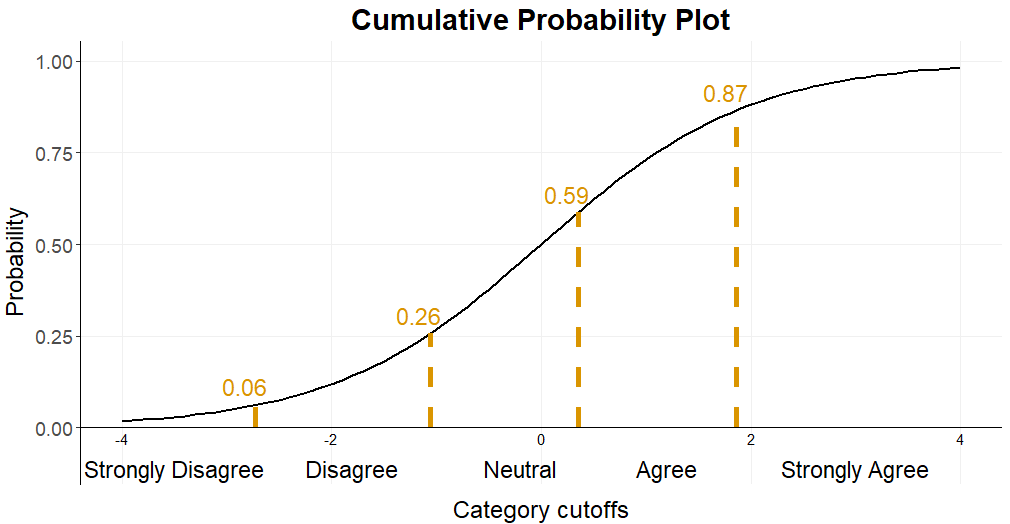 Cumulative Probability Plot
1.00
0.87
0.75
0.59
0.50
0.26
0.25
0.06
0.00
-4 -2 0 2 4
Strongly Disagree Disagree Neutral Agree Strongly Agree
Category cutoffs
Probability